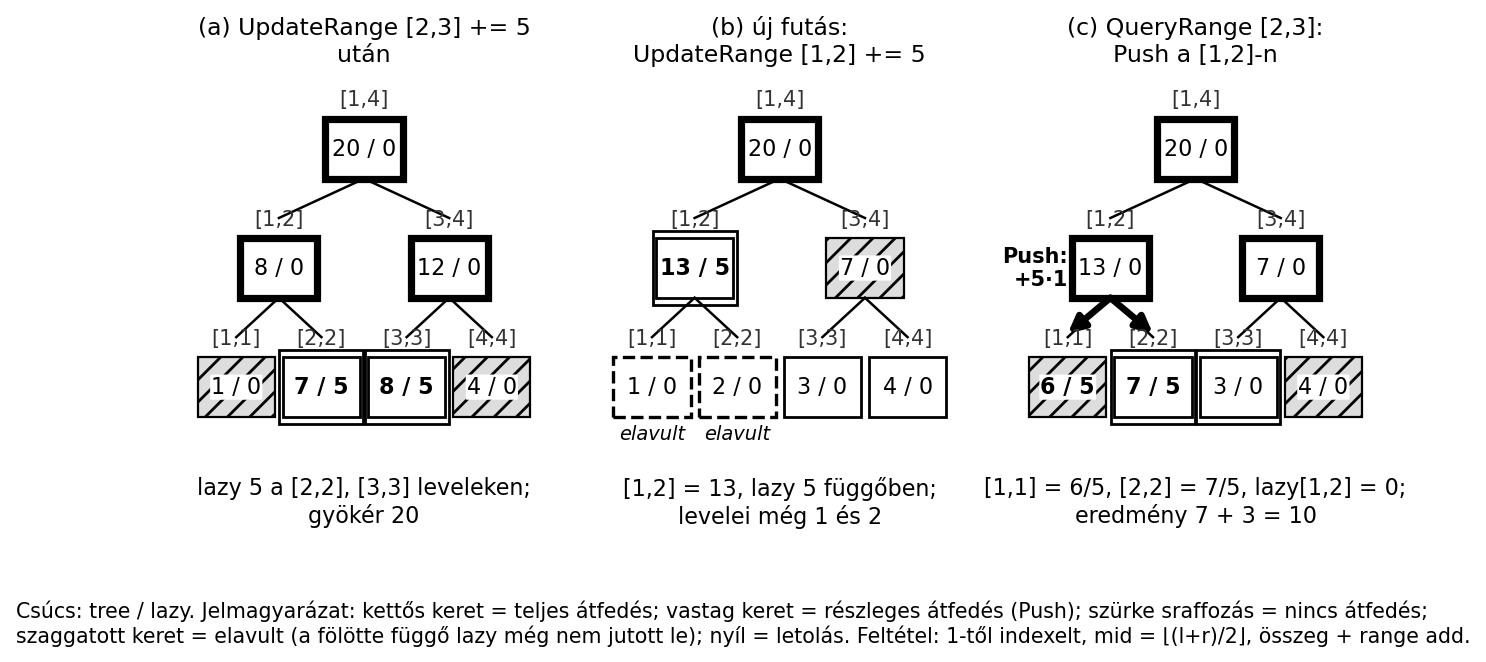 (a) UpdateRange [2,3] += 5
után
[1,4]
20 / 0
[1,2] [3,4]
8 / 0 12 / 0
[1,1] [2,2] [3,3] [4,4]
1 / 0 7 / 5 8 / 5 4 / 0
lazy 5 a [2,2], [3,3] leveleken;
gyökér 20
(b) új futás:
UpdateRange [1,2] += 5
[1,4]
20 / 0
[1,2] [3,4]
13 / 5 7 / 0
[1,1] [2,2] [3,3] [4,4]
1 / 0 2 / 0 3 / 0 4 / 0
elavult elavult
[1,2] = 13, lazy 5 függőben;
levelei még 1 és 2
(c) QueryRange [2,3]:
Push a [1,2]-n
[1,4]
20 / 0
[1,2] [3,4]
Push:
+5·1
13 / 0 7 / 0
[1,1] [2,2] [3,3] [4,4]
6 / 5 7 / 5 3 / 0 4 / 0
[1,1] = 6/5, [2,2] = 7/5, lazy[1,2] = 0;
eredmény 7 + 3 = 10
Csúcs: tree / lazy. Jelmagyarázat: kettős keret = teljes átfedés; vastag keret = részleges átfedés (Push); szürke sraffozás = nincs átfedés;
szaggatott keret = elavult (a fölötte függő lazy még nem jutott le); nyíl = letolás. Feltétel: 1-től indexelt, mid = ⌊(l+r)/2⌋, összeg + range add.